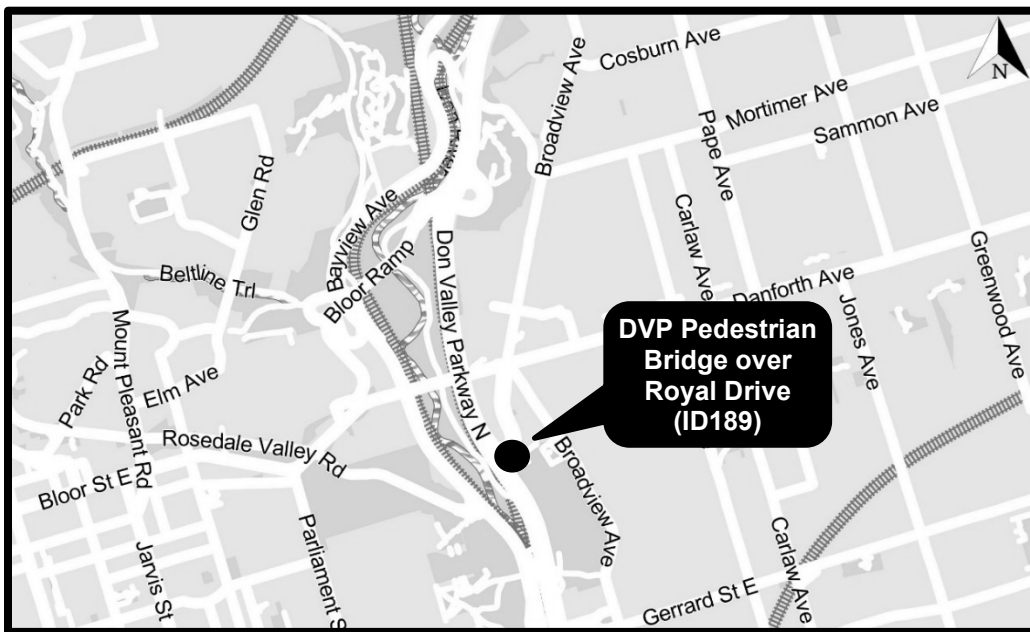 Cosburn Ave
N
Mortimer Ave
Sammon Ave
Broadview Ave
Pape Ave
Glen Rd
Carlaw Ave
Bayview Ave
Bloor Ramp
Don Valley Parkway N
Greenwood Ave
Beltline Trl
Danforth Ave
Jones Ave
Mount Pleasant Rd
DVP Pedestrian
Bridge over
Royal Drive
(ID189)
Park Rd
Elm Ave
Rosedale Valley Rd
Bloor St E
Broadview Ave
Parliament S
Jarvis St
Carlaw Ave
Gerrard St E